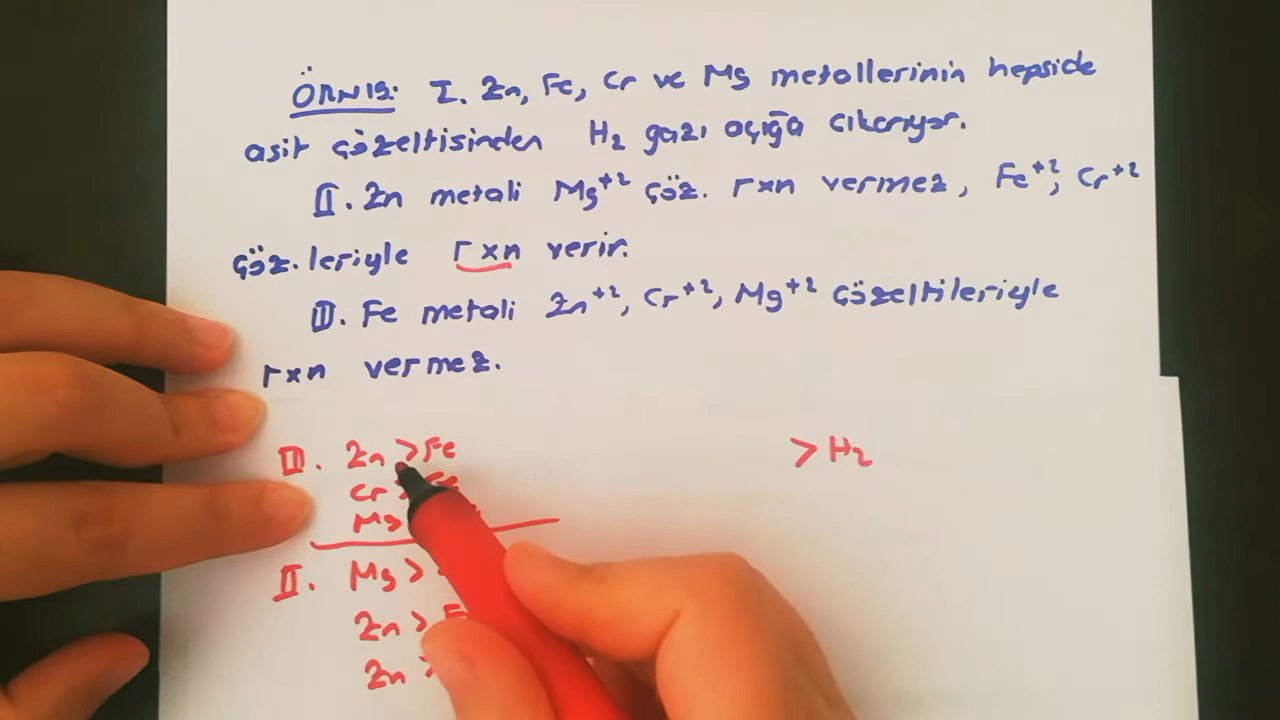 ÖRN19: I. Zn, Fe, Cr ve Mg metallerinin hepside
asit çözeltisinden H₂ gazı açığa çıkarıyor.
II. Zn metali Mg⁺² çöz. rxn vermez, Fe⁺², Cr⁺²
çöz.leriyle rxn verir.
III. Fe metali Zn⁺², Cr⁺², Mg⁺² çözeltileriyle
rxn vermez.
III. Zn > Fe > H₂
Cr >
Mg
II. Mg >
Zn >
Zn >